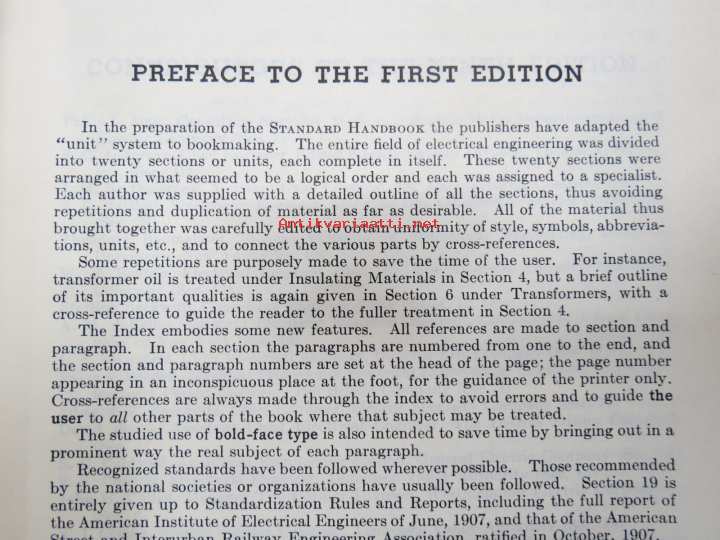 PREFACE TO THE FIRST EDITION
In the preparation of the STANDARD HANDBOOK the publishers have adapted the
"unit" system to bookmaking. The entire field of electrical engineering was divided
into twenty sections or units, each complete in itself. These twenty sections were
arranged in what seemed to be a logical order and each was assigned to a specialist.
Each author was supplied with a detailed outline of all the sections, thus avoiding
repetitions and duplication of material as far as desirable. All of the material thus
Antikvariaatti.net
brought together was carefully edited to obtain uniformity of style, symbols, abbrevia-
tions, units, etc., and to connect the various parts by cross-references.
Some repetitions are purposely made to save the time of the user. For instance,
transformer oil is treated under Insulating Materials in Section 4, but a brief outline
of its important qualities is again given in Section 6 under Transformers, with a
cross-reference to guide the reader to the fuller treatment in Section 4.
The Index embodies some new features. All references are made to section and
paragraph. In each section the paragraphs are numbered from one to the end, and
the section and paragraph numbers are set at the head of the page; the page number
appearing in an inconspicuous place at the foot, for the guidance of the printer only.
Cross-references are always made through the index to avoid errors and to guide the
user to all other parts of the book where that subject may be treated.
The studied use of bold-face type is also intended to save time by bringing out in a
prominent way the real subject of each paragraph.
Recognized standards have been followed wherever possible. Those recommended
by the national societies or organizations have usually been followed. Section 19 is
entirely given up to Standardization Rules and Reports, including the full report of
the American Institute of Electrical Engineers of June, 1907, and that of the American
Street and Interurban Railway Engineering Association, ratified in October, 1907.